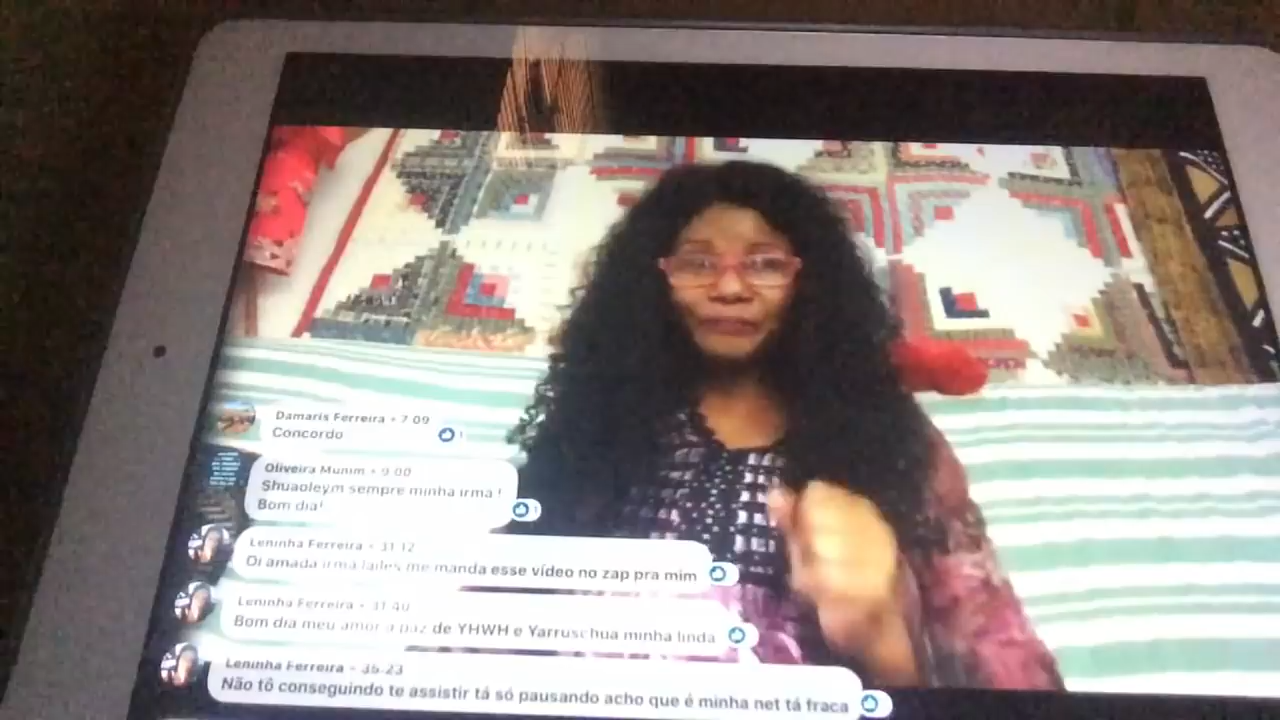 Damaris Ferreira • 7:09
Concordo
1
Oliveira Munim • 9:00
Shuaoleym sempre minha irmã !
Bom dia!
1
Leninha Ferreira • 31:12
Oi amada irmã me manda esse vídeo no zap pra mim
Leninha Ferreira • 31:40
Bom dia meu amor a paz de YHWH e Yarruschua minha linda
Leninha Ferreira • 35:23
Não tô conseguindo te assistir tá só pausando acho que é minha net tá fraca